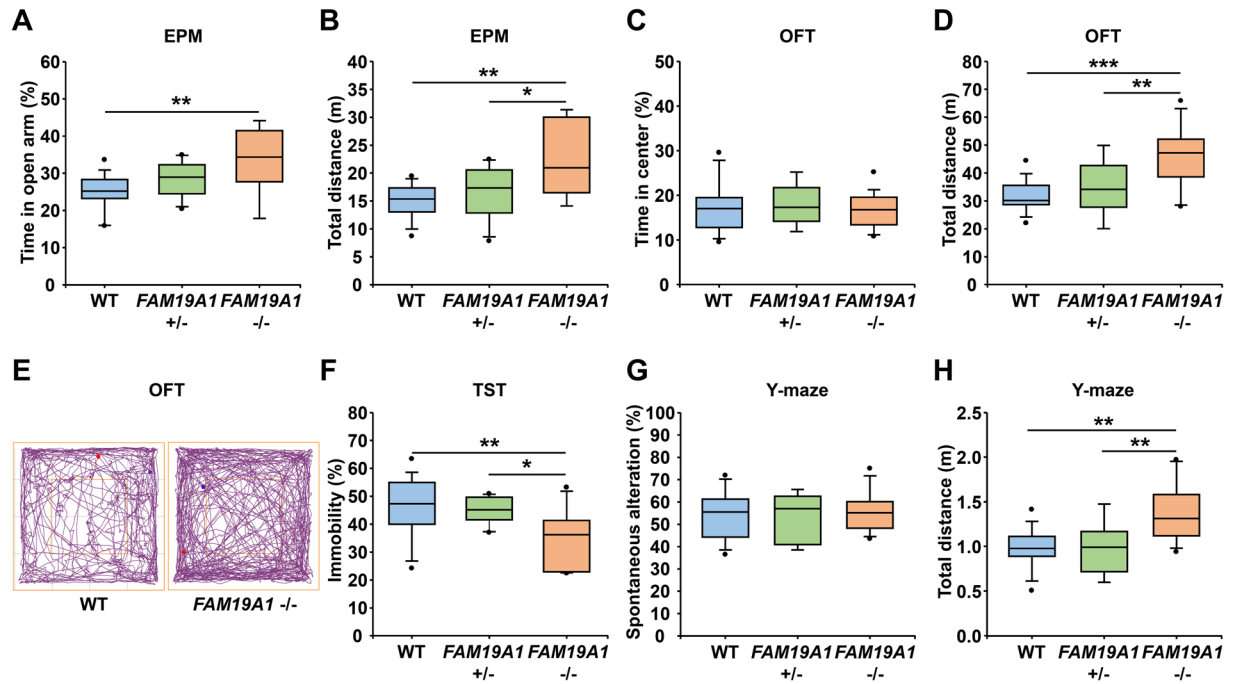 A
EPM
Time in open arm (%)
60
50
40
30
20
10
0
**
WT
FAM19A1
+/-
FAM19A1
-/-
B
EPM
Total distance (m)
40
35
30
25
20
15
10
5
0
**
*
WT
FAM19A1
+/-
FAM19A1
-/-
C
OFT
Time in center (%)
50
40
30
20
10
0
WT
FAM19A1
+/-
FAM19A1
-/-
D
OFT
Total distance (m)
80
70
60
50
40
30
20
10
0
***
**
WT
FAM19A1
+/-
FAM19A1
-/-
E
OFT
WT
FAM19A1 -/-
F
TST
Immobility (%)
80
70
60
50
40
30
20
10
0
**
*
WT
FAM19A1
+/-
FAM19A1
-/-
G
Y-maze
Spontaneous alteration (%)
100
90
80
70
60
50
40
30
20
10
0
WT
FAM19A1
+/-
FAM19A1
-/-
H
Y-maze
Total distance (m)
2.5
2.0
1.5
1.0
0.5
0.0
**
**
WT
FAM19A1
+/-
FAM19A1
-/-